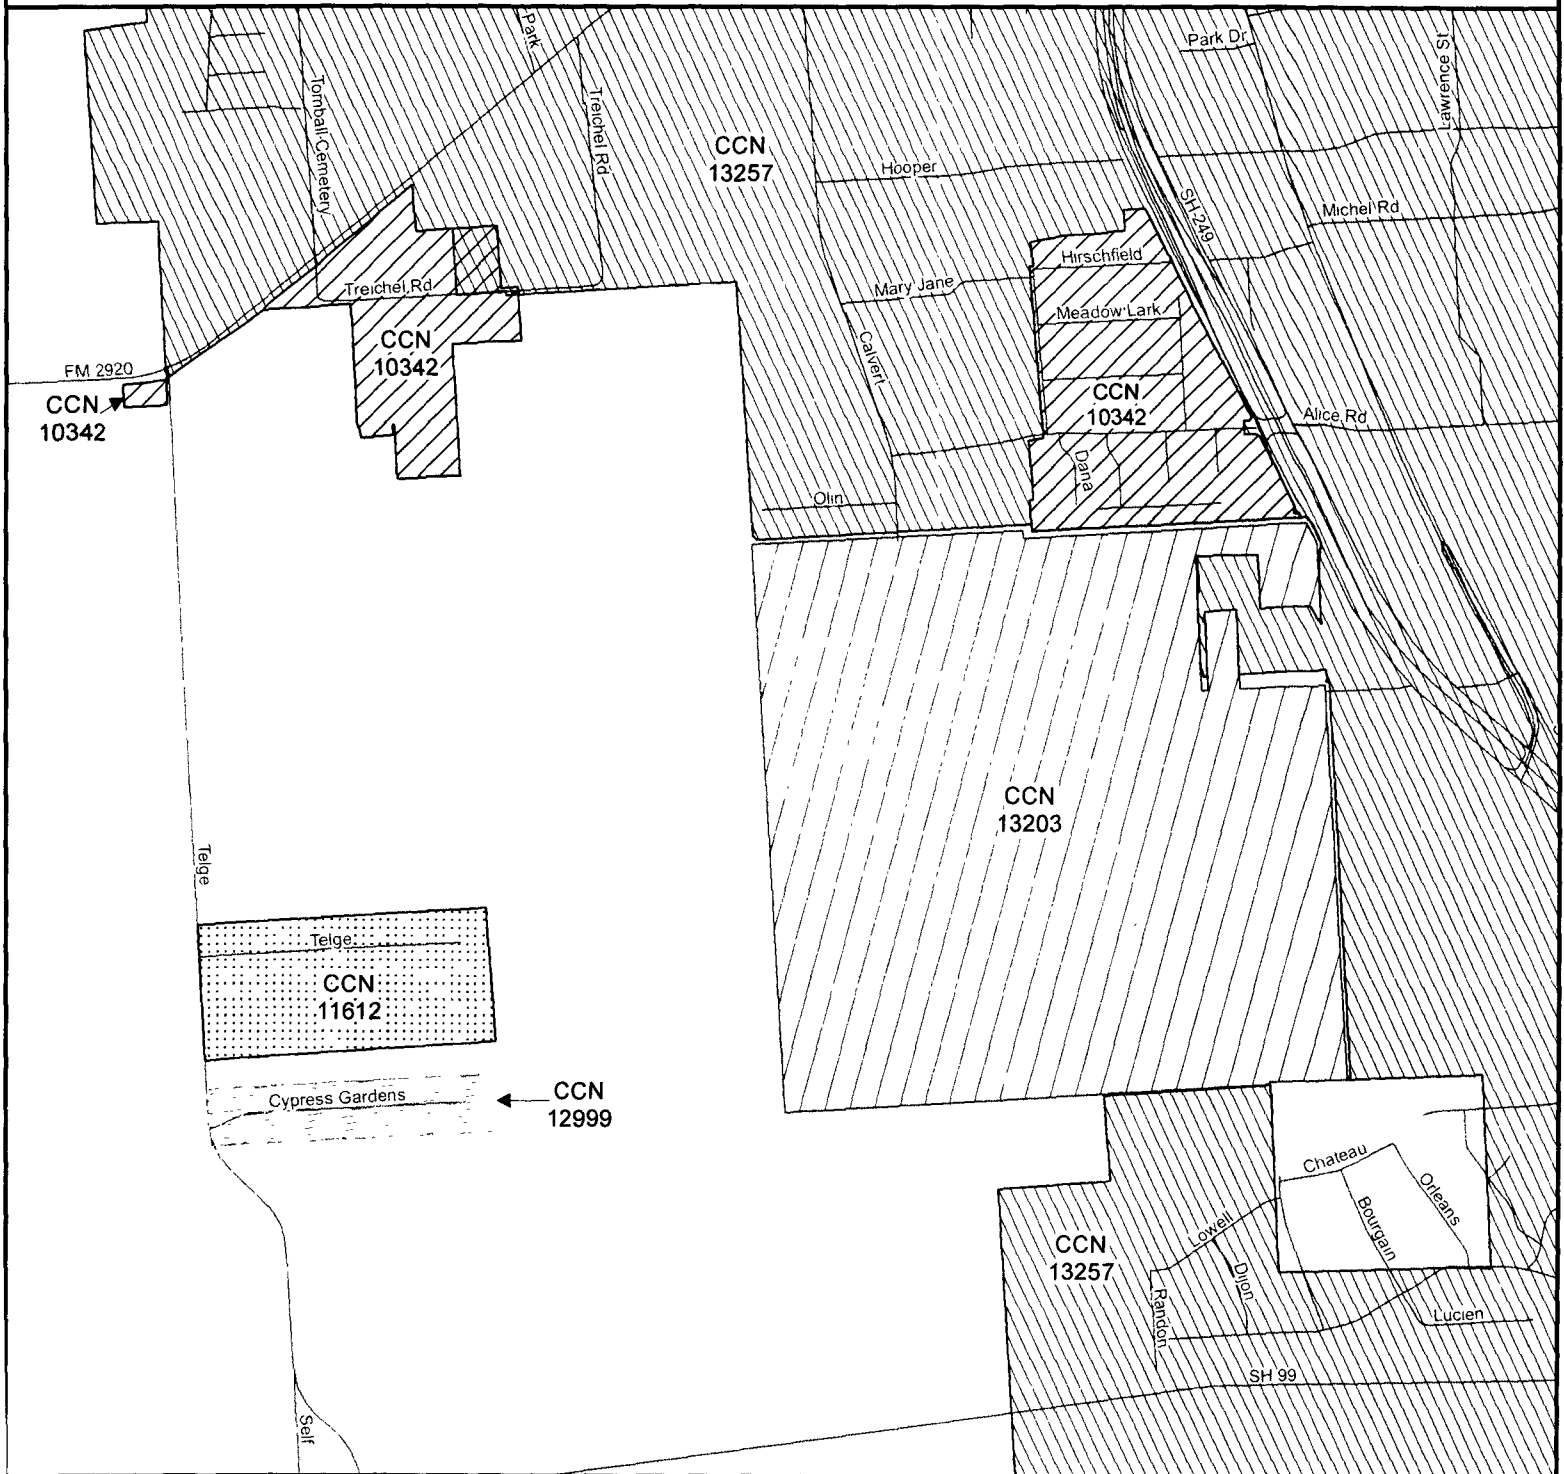 Park
Park Dr
Lawrence St
Tomball Cemetery
Treichel Rd
CCN
13257
Hooper
SH 249
Michel Rd
Hirschfield
Treichel Rd
Mary Jane
Meadow Lark
CCN
10342
Calvert
FM 2920
CCN
10342
CCN
10342
Alice Rd
Dana
Olin
CCN
13203
Telge
Telge
CCN
11612
Cypress Gardens
CCN
12999
Chateau
Orleans
Bourgain
Lowell
CCN
13257
Dijon
Randon
Lucien
SH 99
Self